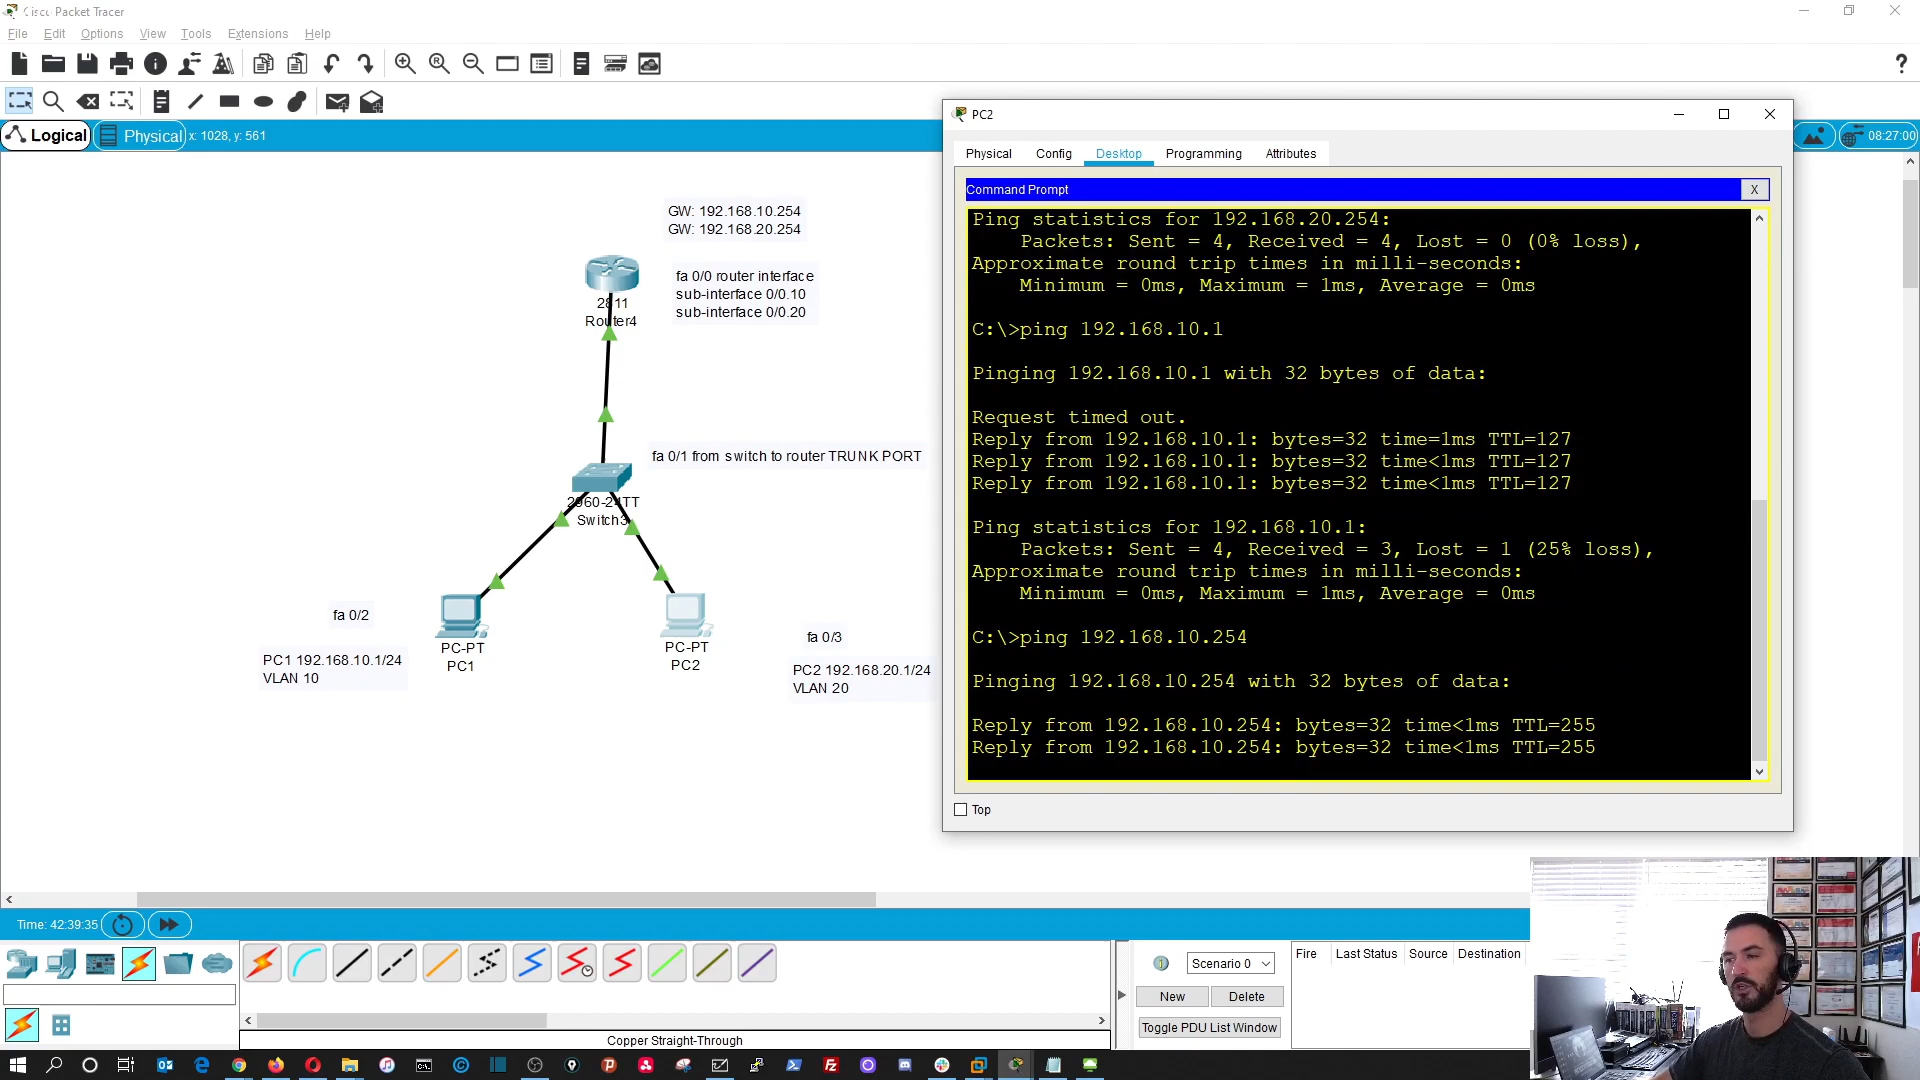 Cisco Packet Tracer
File Edit Options View Tools Extensions Help
Logical
Physical x: 1028, y: 561
08:27:00
GW: 192.168.10.254
GW: 192.168.20.254
fa 0/0 router interface
sub-interface 0/0.10
sub-interface 0/0.20
2811
Router4
fa 0/1 from switch to router TRUNK PORT
2960-24TT
Switch3
fa 0/2
PC1 192.168.10.1/24
VLAN 10
PC-PT
PC1
PC-PT
PC2
fa 0/3
PC2 192.168.20.1/24
VLAN 20
PC2
Physical Config Desktop Programming Attributes
Command Prompt
X
Ping statistics for 192.168.20.254:
Packets: Sent = 4, Received = 4, Lost = 0 (0% loss),
Approximate round trip times in milli-seconds:
Minimum = 0ms, Maximum = 1ms, Average = 0ms
C:\>ping 192.168.10.1
Pinging 192.168.10.1 with 32 bytes of data:
Request timed out.
Reply from 192.168.10.1: bytes=32 time=1ms TTL=127
Reply from 192.168.10.1: bytes=32 time<1ms TTL=127
Reply from 192.168.10.1: bytes=32 time<1ms TTL=127
Ping statistics for 192.168.10.1:
Packets: Sent = 4, Received = 3, Lost = 1 (25% loss),
Approximate round trip times in milli-seconds:
Minimum = 0ms, Maximum = 1ms, Average = 0ms
C:\>ping 192.168.10.254
Pinging 192.168.10.254 with 32 bytes of data:
Reply from 192.168.10.254: bytes=32 time<1ms TTL=255
Reply from 192.168.10.254: bytes=32 time<1ms TTL=255
Top
Time: 42:39:35
Scenario 0
New
Delete
Toggle PDU List Window
Fire Last Status Source Destination
Copper Straight-Through